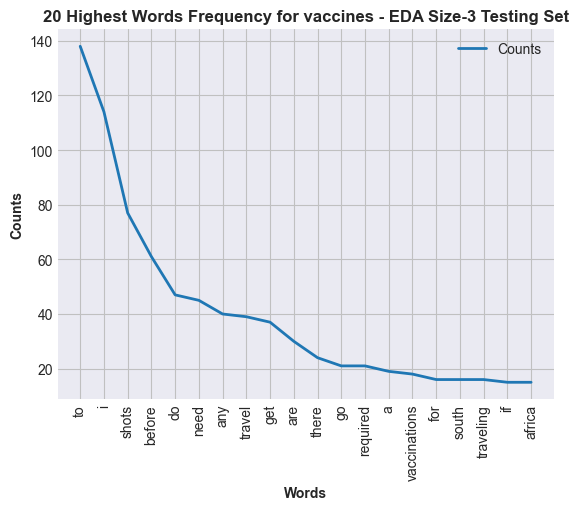 20 Highest Words Frequency for vaccines - EDA Size-3 Testing Set
Counts
140
120
100
80
60
40
20
Counts
to
i
shots
before
do
need
any
travel
get
are
there
go
required
a
vaccinations
for
south
traveling
if
africa
Words